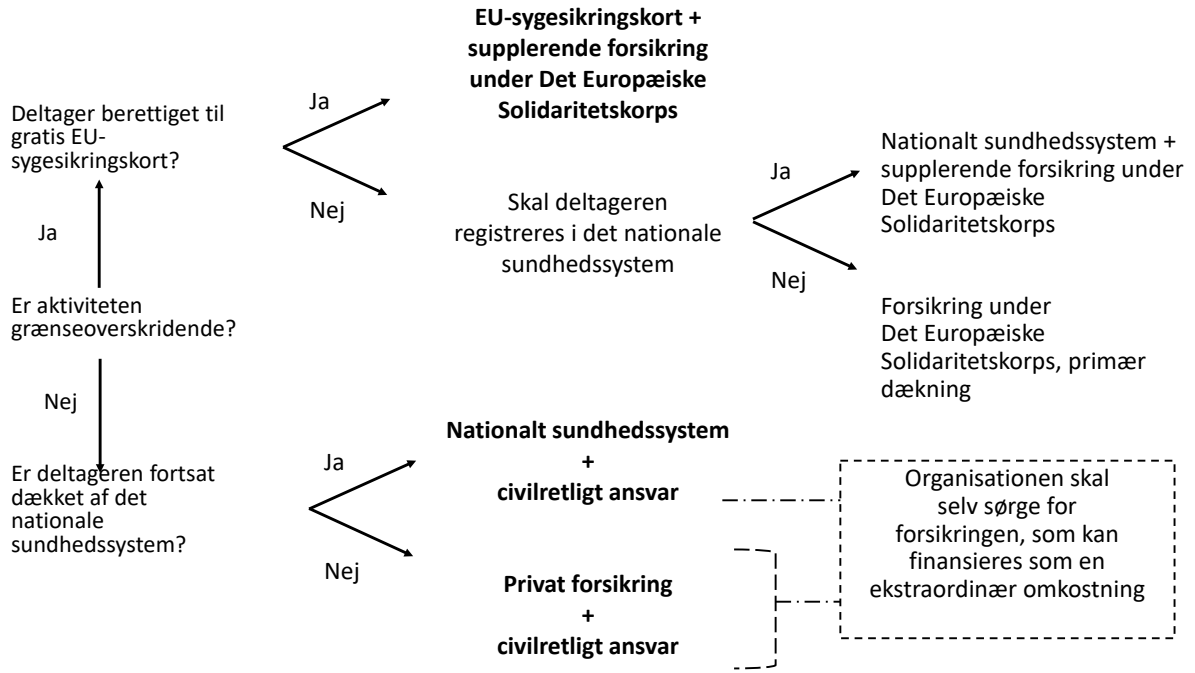 EU-sygesikringskort +
supplerende forsikring
under Det Europæiske
Solidaritetskorps
Ja
Deltager berettiget til
gratis EU-
sygesikringskort?
Nej
Skal deltageren
registreres i det nationale
sundhedssystem
Ja
Nationalt sundhedssystem +
supplerende forsikring under
Det Europæiske
Solidaritetskorps
Nej
Forsikring under
Det Europæiske
Solidaritetskorps, primær
dækning
Ja
Er aktiviteten
grænseoverskridende?
Nej
Er deltageren fortsat
dækket af det
nationale
sundhedssystem?
Ja
Nationalt sundhedssystem
+
civilretligt ansvar
Nej
Privat forsikring
+
civilretligt ansvar
Organisationen skal
selv sørge for
forsikringen, som kan
finansieres som en
ekstraordinær omkostning